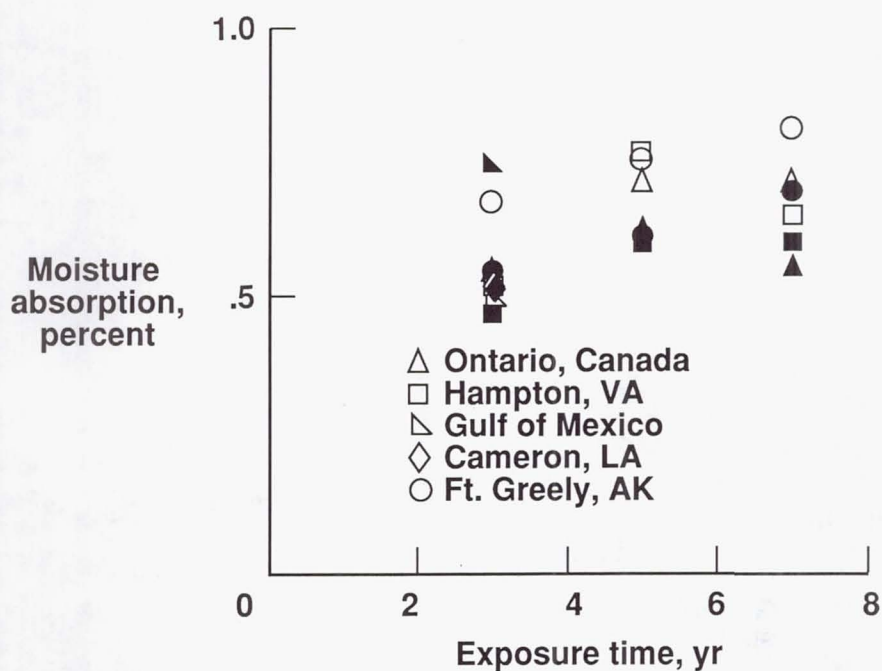 1.0
Moisture
absorption,
percent
.5
Ontario, Canada
Hampton, VA
Gulf of Mexico
Cameron, LA
Ft. Greely, AK
0 2 4 6 8
Exposure time, yr